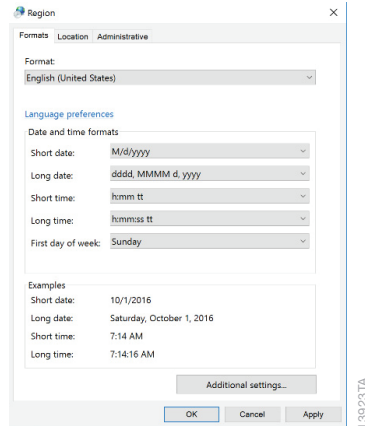 Region
Formats Location Administrative
Format:
English (United States)
Language preferences
Date and time formats
Short date: M/d/yyyy
Long date: dddd, MMMM d, yyyy
Short time: h:mm tt
Long time: h:mm:ss tt
First day of week: Sunday
Examples
Short date: 10/1/2016
Long date: Saturday, October 1, 2016
Short time: 7:14 AM
Long time: 7:14:16 AM
Additional settings...
OK Cancel Apply